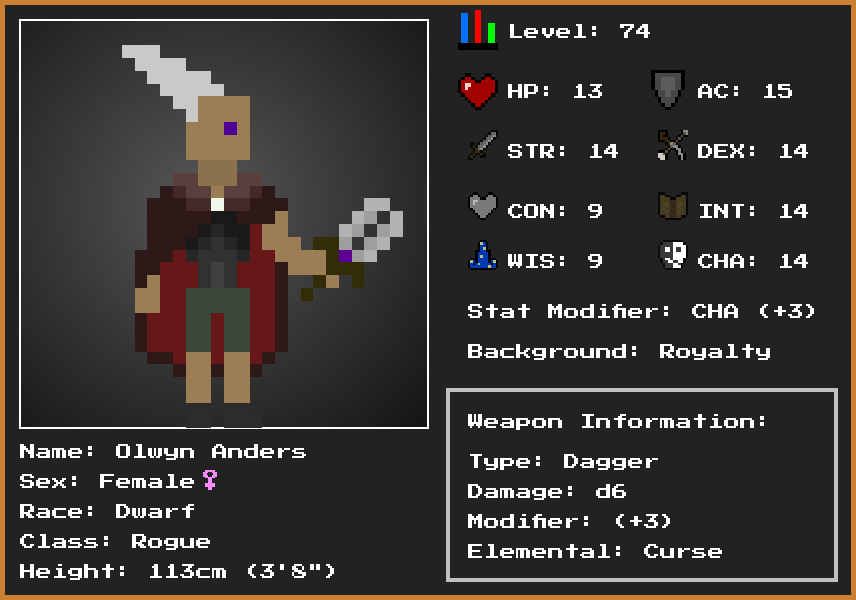 Level: 74
HP: 13
AC: 15
STR: 14
DEX: 14
CON: 9
INT: 14
WIS: 9
CHA: 14
Stat Modifier: CHA (+3)
Background: Royalty
Weapon Information:
Type: Dagger
Damage: d6
Modifier: (+3)
Elemental: Curse
Name: Olwyn Anders
Sex: Female♀
Race: Dwarf
Class: Rogue
Height: 113cm (3'8")